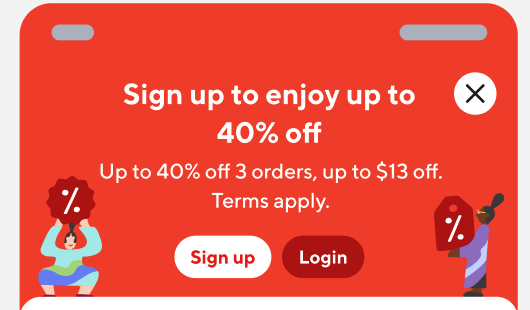 Sign up to enjoy up to
40% off
Up to 40% off 3 orders, up to $13 off.
Terms apply.
%
%
Sign up
Login